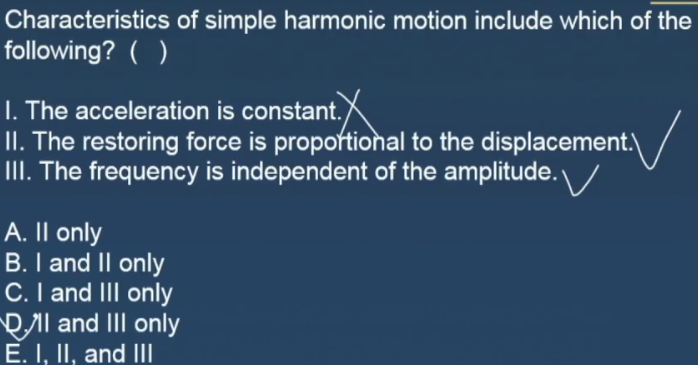 Characteristics of simple harmonic motion include which of the
following? ( )
I. The acceleration is constant.
II. The restoring force is proportional to the displacement.
III. The frequency is independent of the amplitude.
A. II only
B. I and II only
C. I and III only
D. II and III only
E. I, II, and III